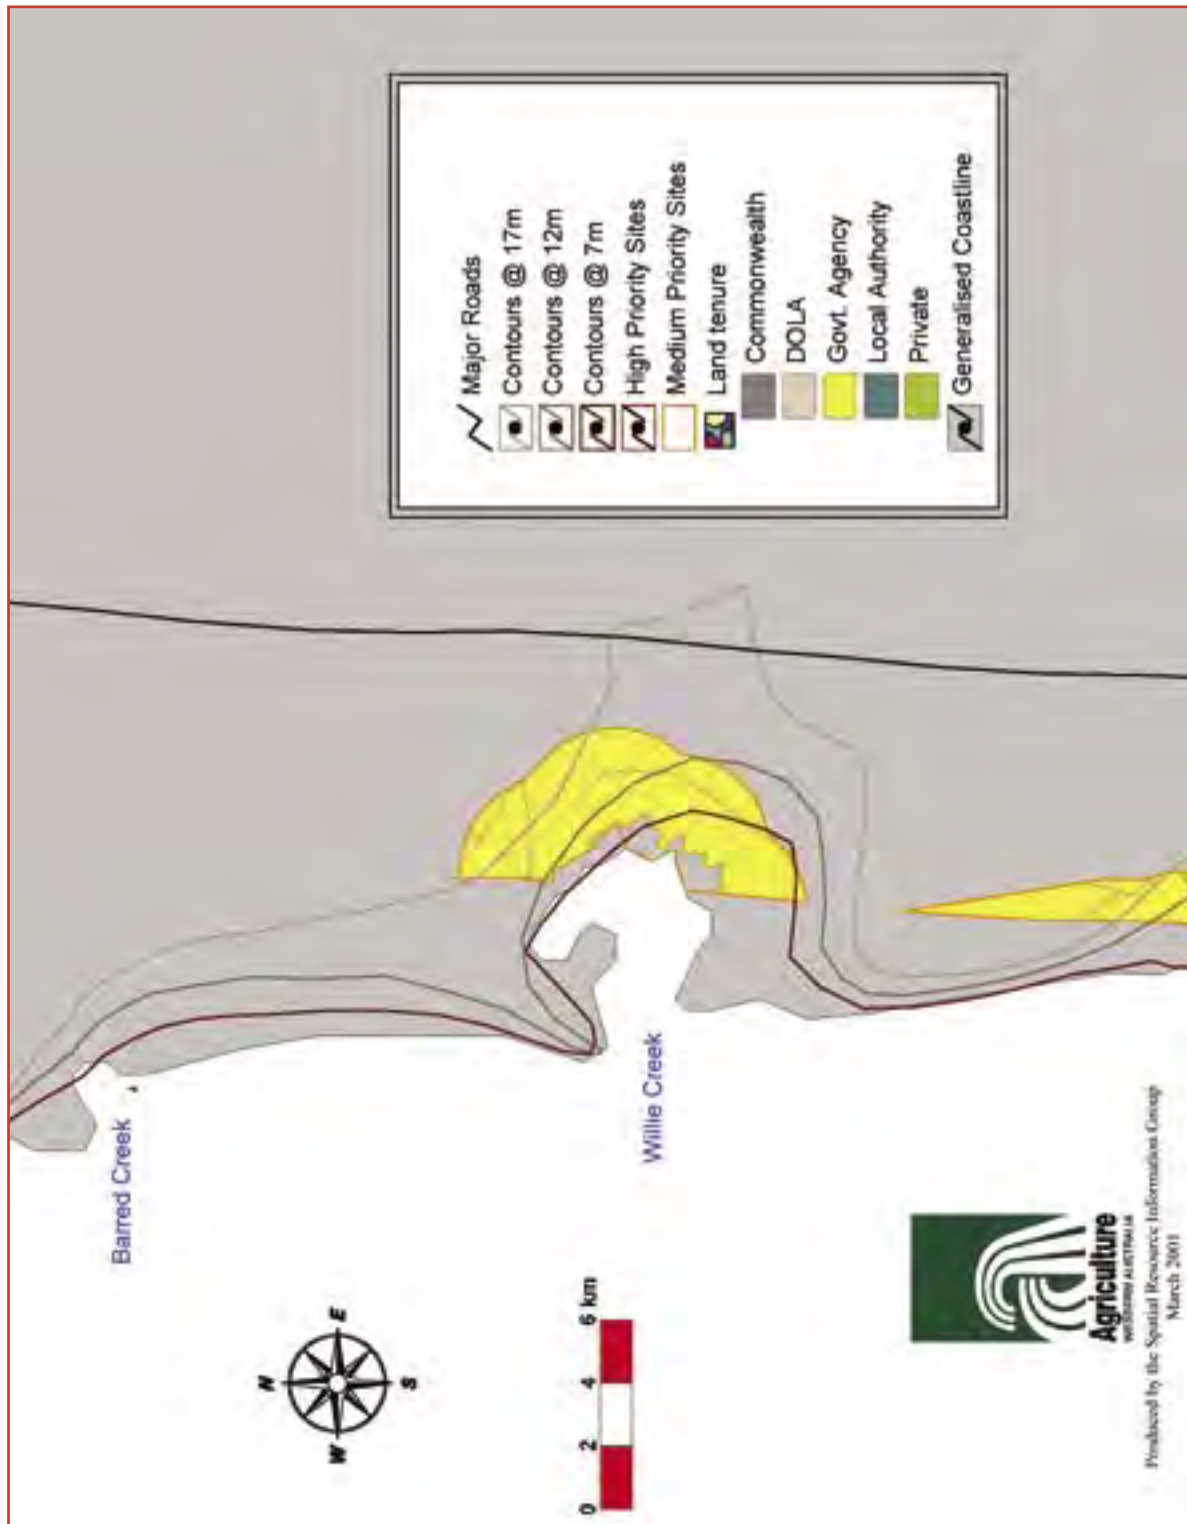 Major Roads
Contours @ 17m
Contours @ 12m
Contours @ 7m
High Priority Sites
Medium Priority Sites
Land tenure
Commonwealth
DOLA
Govt. Agency
Local Authority
Private
Generalised Coastline
Barred Creek
Willie Creek
N
W
E
S
0 2 4 6 km
Agriculture
WESTERN AUSTRALIA
Produced by the Spatial Resource Information Group
March 2001